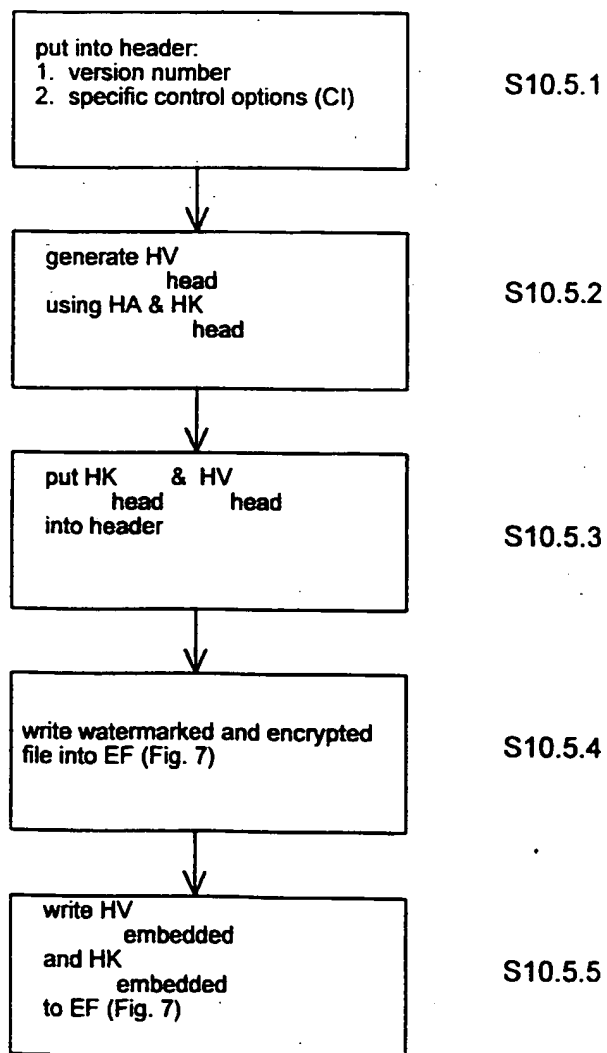 put into header:
1. version number
2. specific control options (CI)
S10.5.1
generate HV
head
using HA & HK
head
S10.5.2
put HK & HV
head head
into header
S10.5.3
write watermarked and encrypted
file into EF (Fig. 7)
S10.5.4
write HV
embedded
and HK
embedded
to EF (Fig. 7)
S10.5.5